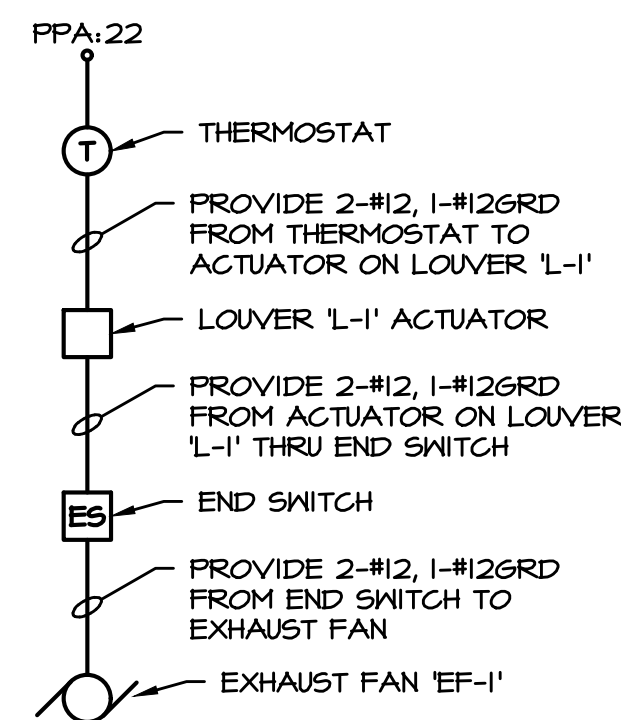 PPA:22
T
THERMOSTAT
PROVIDE 2-#12, 1-#12GRD
FROM THERMOSTAT TO
ACTUATOR ON LOUVER 'L-1'
LOUVER 'L-1' ACTUATOR
PROVIDE 2-#12, 1-#12GRD
FROM ACTUATOR ON LOUVER
'L-1' THRU END SWITCH
ES
END SWITCH
PROVIDE 2-#12, 1-#12GRD
FROM END SWITCH TO
EXHAUST FAN
EXHAUST FAN 'EF-1'